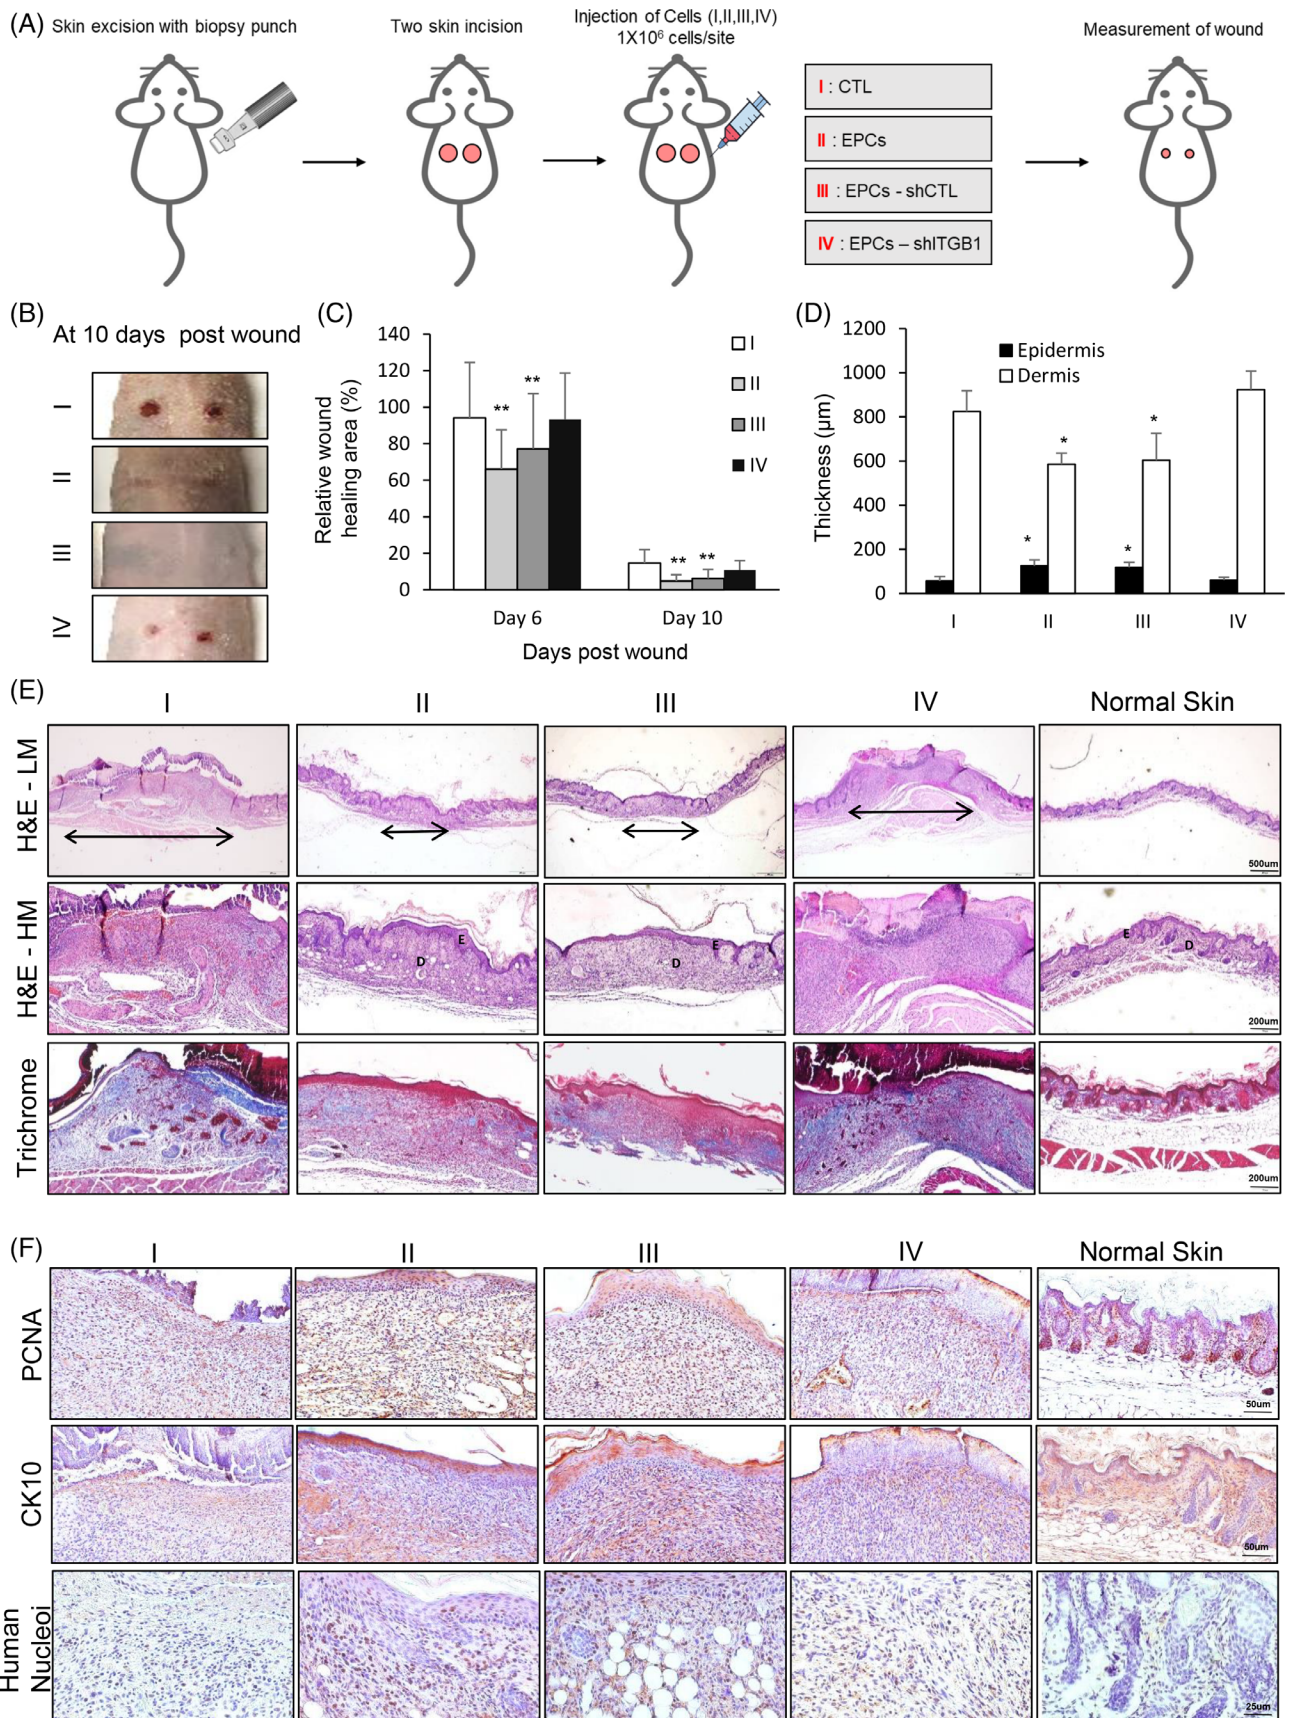 (A)
Skin excision with biopsy punch
Two skin incision
Injection of Cells (I,II,III,IV)
1X10⁶ cells/site
Measurement of wound
I : CTL
II : EPCs
III : EPCs - shCTL
IV : EPCs – shITGB1
(B)
At 10 days post wound
I
II
III
IV
(C)
Relative wound
healing area (%)
140
120
100
80
60
40
20
0
** **
** **
I
II
III
IV
Day 6 Day 10
Days post wound
(D)
Thickness (μm)
1200
1000
800
600
400
200
0
Epidermis
Dermis
* *
* *
I II III IV
(E)
I II III IV Normal Skin
H&E - LM
500um
H&E - HM
E
D
E
D
E
D
200um
Trichrome
200um
(F)
I II III IV Normal Skin
PCNA
50um
CK10
50um
Human
Nucleoi
25um